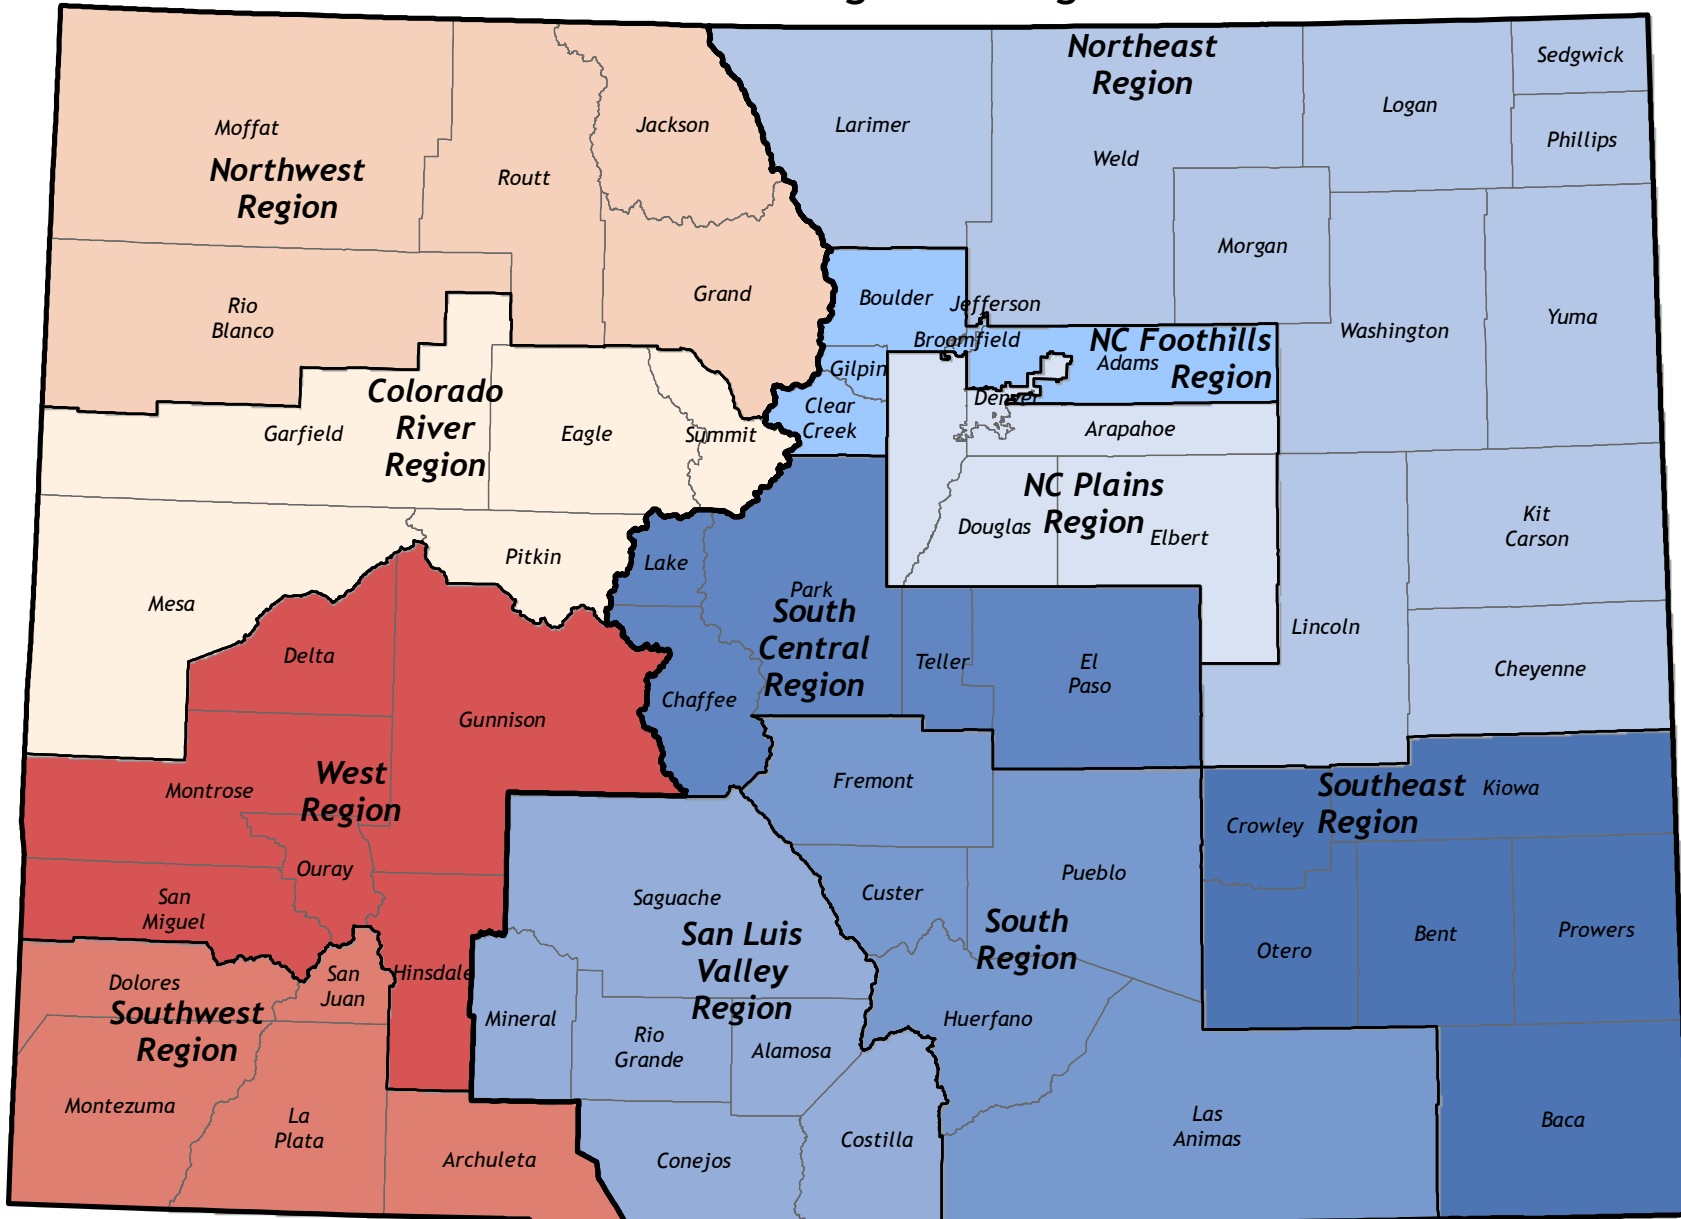 Northeast
Region
Sedgwick
Logan
Moffat
Jackson
Larimer
Phillips
Northwest
Region
Routt
Weld
Morgan
Rio
Blanco
Grand
Boulder
Jefferson
Broomfield
NC Foothills
Region
Adams
Washington
Yuma
Gilpin
Colorado
River
Region
Clear
Creek
Denver
Garfield
Eagle
Summit
Arapahoe
NC Plains
Region
Douglas
Elbert
Kit
Carson
Pitkin
Lake
Park
Mesa
South
Central
Region
Lincoln
Delta
Teller
El
Paso
Cheyenne
Gunnison
Chaffee
West
Region
Montrose
Fremont
Southeast
Region
Kiowa
Crowley
Ouray
San
Miguel
Saguache
Custer
Pueblo
San Luis
Valley
Region
South
Region
Otero
Bent
Prowers
Dolores
San
Juan
Hinsdale
Southwest
Region
Mineral
Rio
Grande
Alamosa
Huerfano
Montezuma
La
Plata
Archuleta
Conejos
Costilla
Las
Animas
Baca